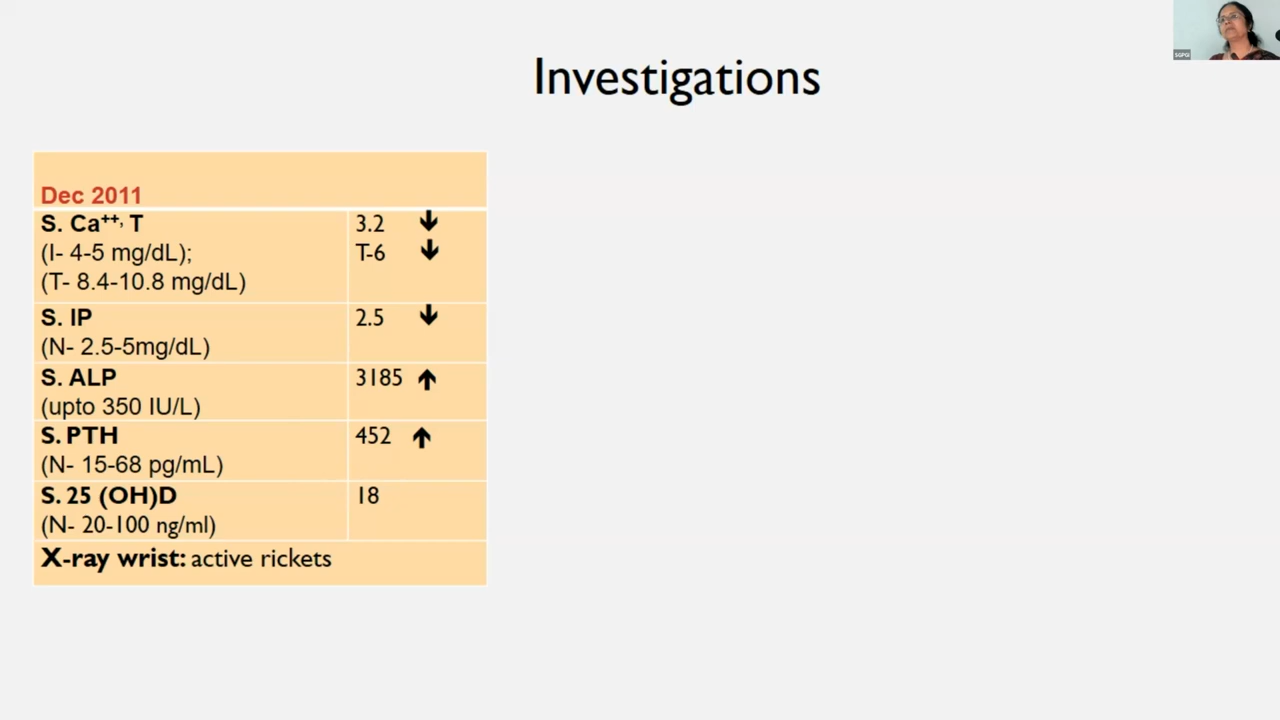 Investigations
SGPGI
Dec 2011
S. Ca⁺⁺, T 3.2 ↓
(I- 4-5 mg/dL); T-6 ↓
(T- 8.4-10.8 mg/dL)
S. IP 2.5 ↓
(N- 2.5-5mg/dL)
S. ALP 3185 ↑
(upto 350 IU/L)
S. PTH 452 ↑
(N- 15-68 pg/mL)
S. 25 (OH)D 18
(N- 20-100 ng/ml)
X-ray wrist: active rickets